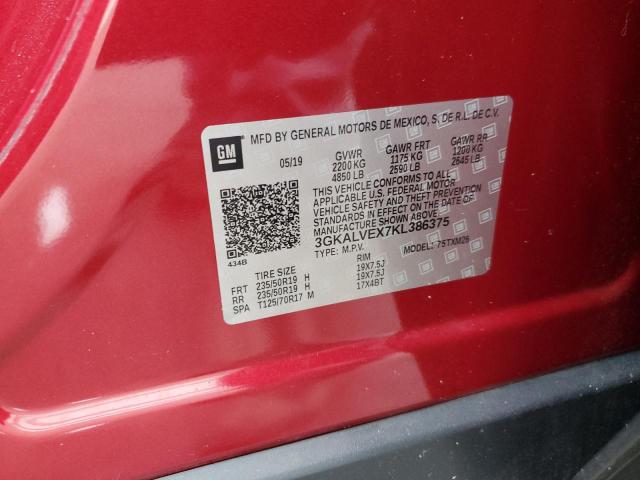 GM
MFD BY GENERAL MOTORS DE MEXICO, S. DE R.L. DE C.V.
05/19 GVWR GAWR FRT GAWR RR
2200 KG 1175 KG 1200 KG
4850 LB 2590 LB 2645 LB
THIS VEHICLE CONFORMS TO ALL
APPLICABLE U.S. FEDERAL MOTOR
VEHICLE SAFETY AND THEFT PREVENTION
STANDARDS IN EFFECT ON THE DATE OF
MANUFACTURE SHOWN ABOVE.
3GKALVEX7KL386375
TYPE: M.P.V. MODEL: 75TXM26
434B
TIRE SIZE RIM
FRT 235/50R19 H 19X7.5J
RR 235/50R19 H 19X7.5J
SPA T125/70R17 M 17X4BT